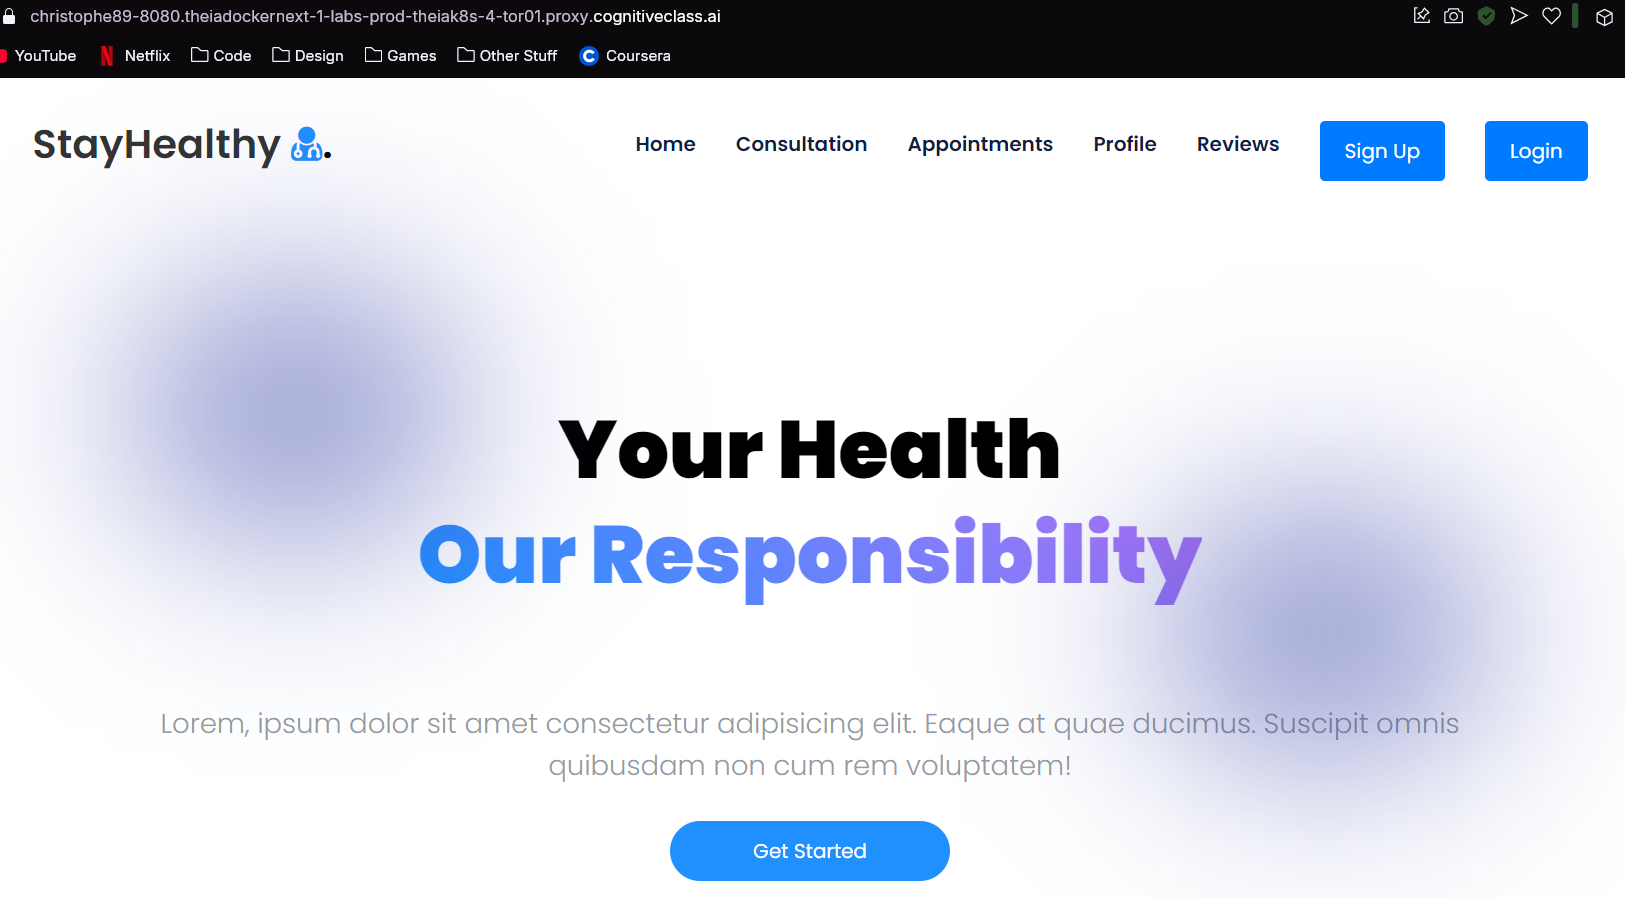 christophe89-8080.theiadockernext-1-labs-prod-theiak8s-4-tor01.proxy.cognitiveclass.ai
YouTube Netflix Code Design Games Other Stuff Coursera
StayHealthy . Home Consultation Appointments Profile Reviews Sign Up Login
Your Health
Our Responsibility
Lorem, ipsum dolor sit amet consectetur adipisicing elit. Eaque at quae ducimus. Suscipit omnis
quibusdam non cum rem voluptatem!
Get Started